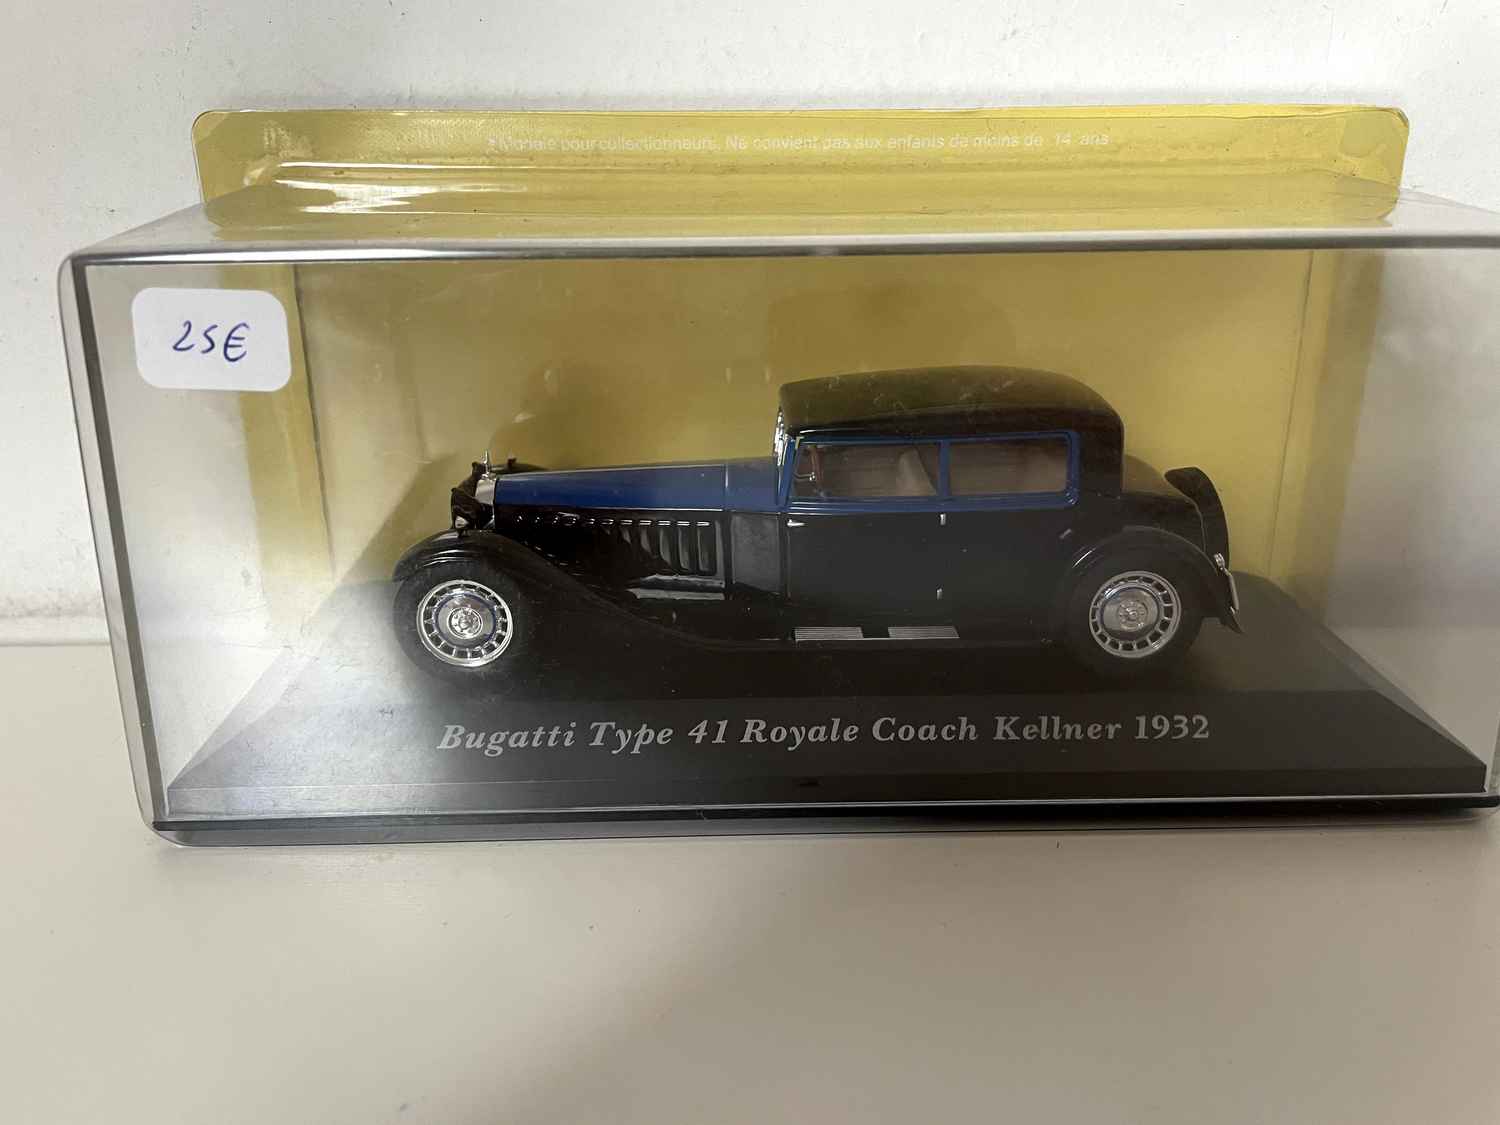 * Modèle pour collectionneurs. Ne convient pas aux enfants de moins de 14 ans
25€
Bugatti Type 41 Royale Coach Kellner 1932